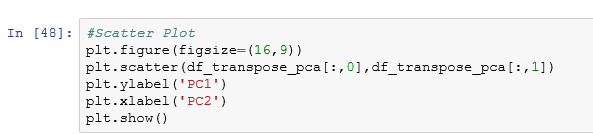 In [48]: #Scatter Plot
plt.figure(figsize=(16,9))
plt.scatter(df_transpose_pca[:,0],df_transpose_pca[:,1])
plt.ylabel('PC1')
plt.xlabel('PC2')
plt.show()